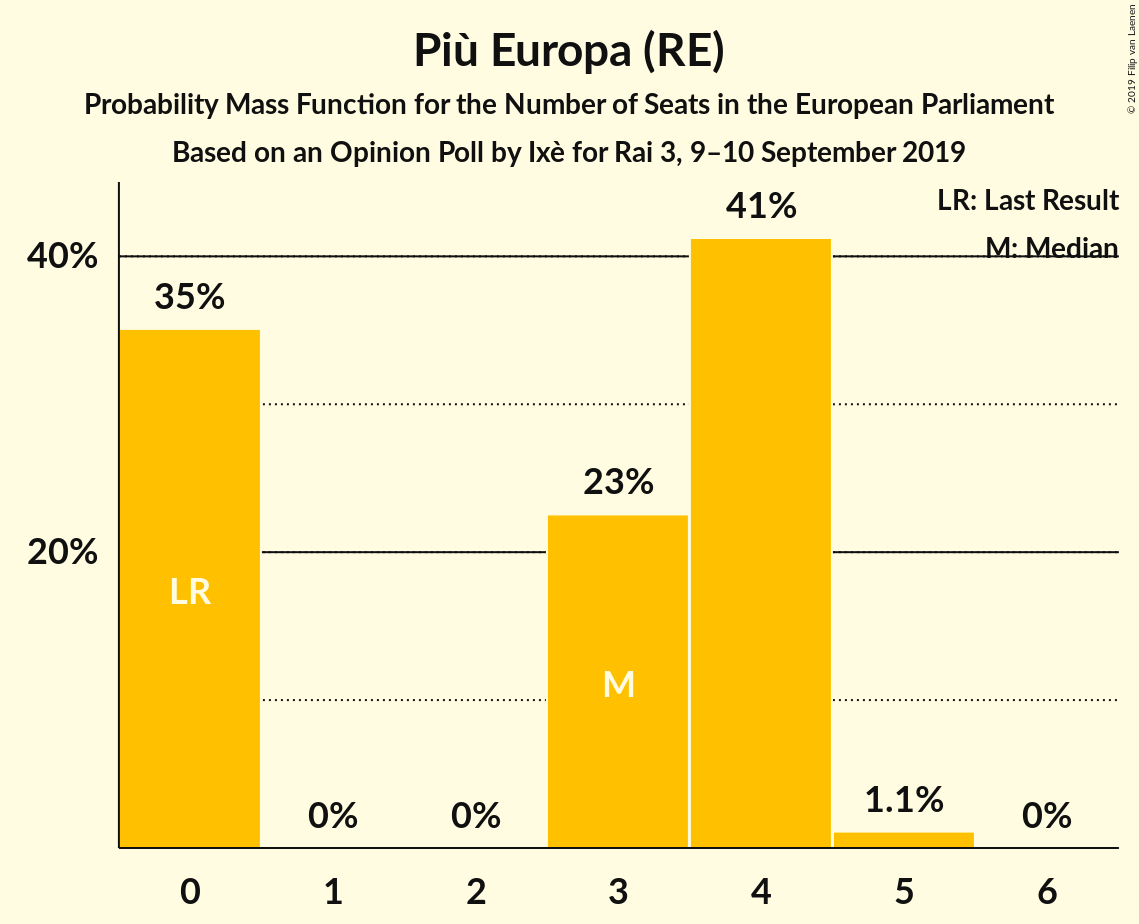 Più Europa (RE)
Probability Mass Function for the Number of Seats in the European Parliament
Based on an Opinion Poll by Ixè for Rai 3, 9–10 September 2019
© 2019 Filip van Laenen
LR: Last Result
M: Median
40%
20%
35%
0%
0%
23%
41%
1.1%
0%
LR
M
0 1 2 3 4 5 6